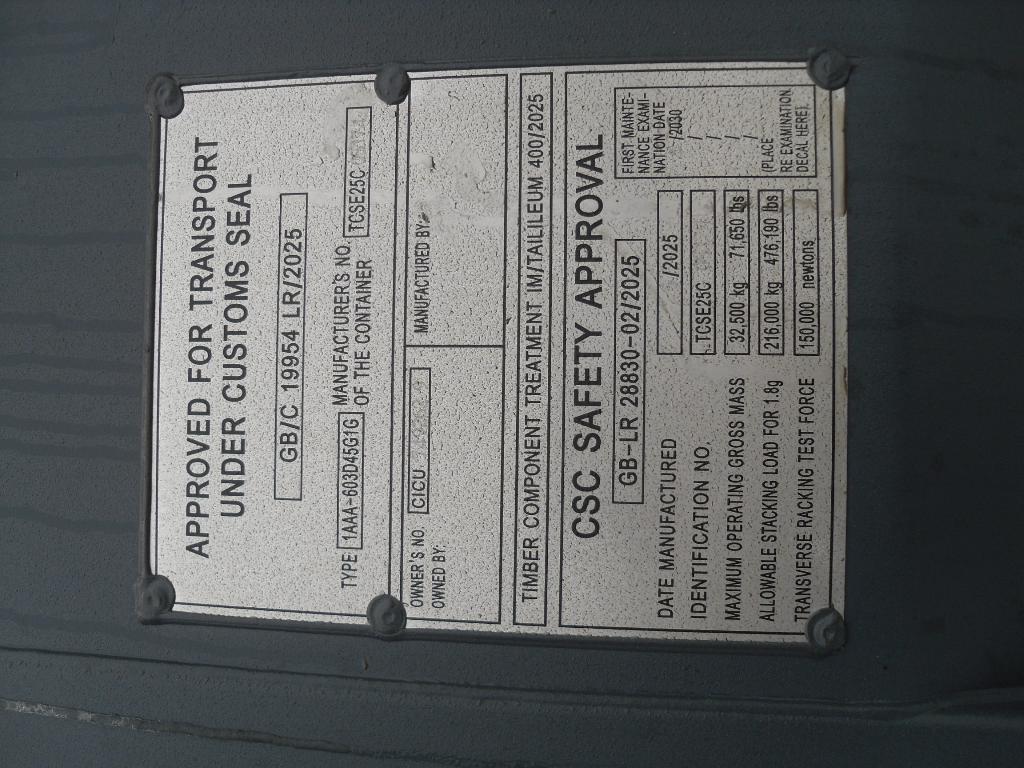 APPROVED FOR TRANSPORT
UNDER CUSTOMS SEAL
GB/C 19954 LR/2025
TYPE 1AAA-603D45G1G MANUFACTURER'S NO. OF THE CONTAINER TCSE25C
OWNER'S NO. CICU
OWNED BY:
MANUFACTURED BY:
TIMBER COMPONENT TREATMENT IM/TAILILEUM 400/2025
CSC SAFETY APPROVAL
GB-LR 28830-02/2025
DATE MANUFACTURED /2025
IDENTIFICATION NO. TCSE25C
MAXIMUM OPERATING GROSS MASS 32,500 kg 71,650 lbs
ALLOWABLE STACKING LOAD FOR 1.8g 216,000 kg 476,190 lbs
TRANSVERSE RACKING TEST FORCE 150,000 newtons
FIRST MAINTE-
NANCE EXAMI-
NATION-DATE
/2030
/
/
/
/
(PLACE
RE EXAMINATION
DECAL HERE).